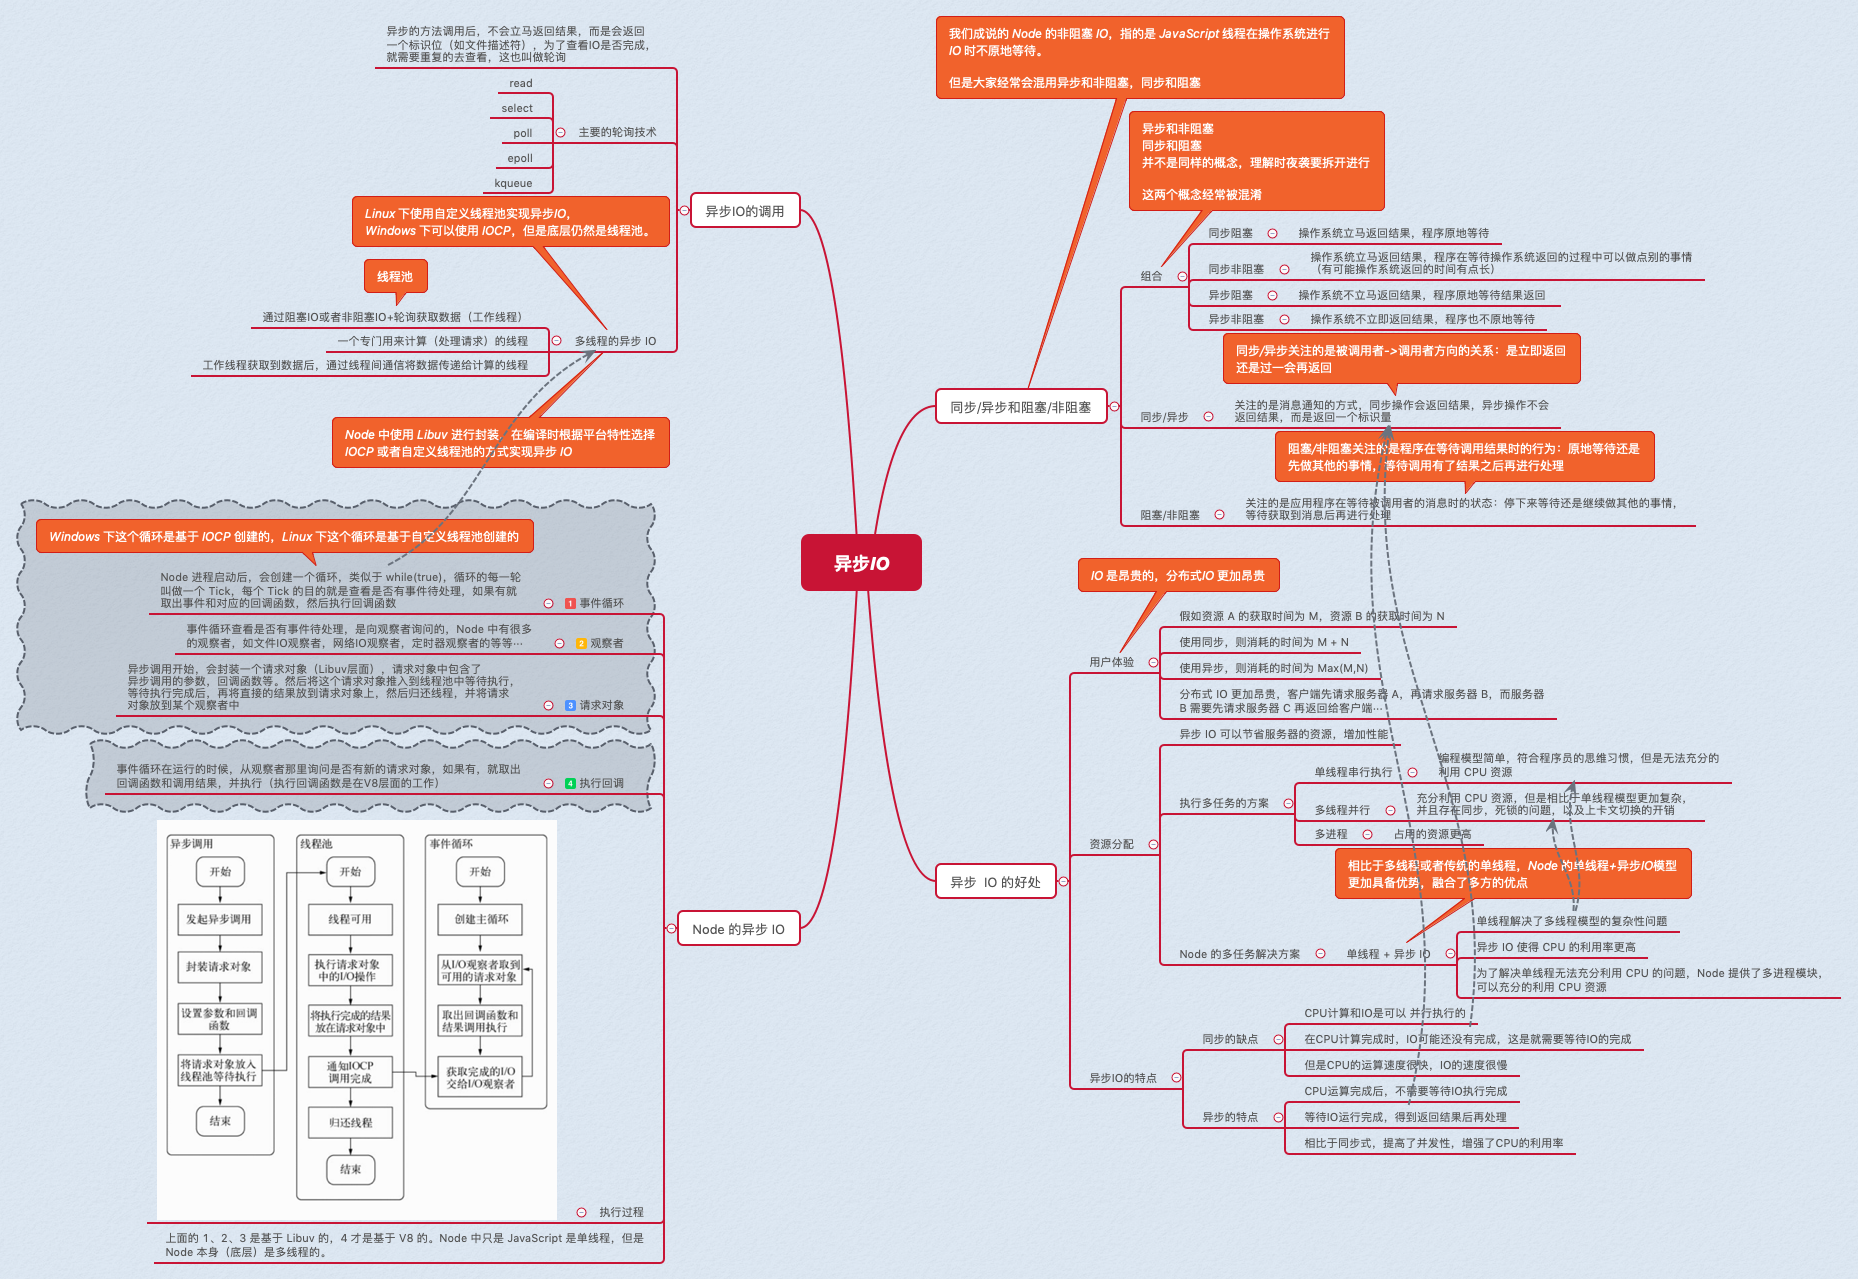 异步IO
异步IO的调用
异步的方法调用后，不会立马返回结果，而是会返回
一个标识位（如文件描述符），为了查看IO是否完成，
就需要重复的去查看，这也叫做轮询
主要的轮询技术
read
select
poll
epoll
kqueue
Linux 下使用自定义线程池实现异步IO，
Windows 下可以使用 IOCP，但是底层仍然是线程池。
线程池
多线程的异步 IO
通过阻塞IO或者非阻塞IO+轮询获取数据（工作线程）
一个专门用来计算（处理请求）的线程
工作线程获取到数据后，通过线程间通信将数据传递给计算的线程
Node 中使用 Libuv 进行封装，在编译时根据平台特性选择
IOCP 或者自定义线程池的方式实现异步 IO
Node 的异步 IO
Windows 下这个循环是基于 IOCP 创建的，Linux 下这个循环是基于自定义线程池创建的
1 事件循环
Node 进程启动后，会创建一个循环，类似于 while(true)，循环的每一轮
叫做一个 Tick，每个 Tick 的目的就是查看是否有事件待处理，如果有就
取出事件和对应的回调函数，然后执行回调函数
2 观察者
事件循环查看是否有事件待处理，是向观察者询问的，Node 中有很多
的观察者，如文件IO观察者，网络IO观察者，定时器观察者的等等…
3 请求对象
异步调用开始，会封装一个请求对象（Libuv层面），请求对象中包含了
异步调用的参数，回调函数等。然后将这个请求对象推入到线程池中等待执行，
等待执行完成后，再将直接的结果放到请求对象上，然后归还线程，并将请求
对象放到某个观察者中
4 执行回调
事件循环在运行的时候，从观察者那里询问是否有新的请求对象，如果有，就取出
回调函数和调用结果，并执行（执行回调函数是在V8层面的工作）
执行过程
异步调用
开始
发起异步调用
封装请求对象
设置参数和回调
函数
将请求对象放入
线程池等待执行
结束
线程池
开始
线程可用
执行请求对象
中的I/O操作
将执行完成的结果
放在请求对象中
通知IOCP
调用完成
归还线程
结束
事件循环
开始
创建主循环
从I/O观察者取到
可用的请求对象
取出回调函数和
结果调用执行
获取完成的I/O
交给I/O观察者
上面的 1、2、3 是基于 Libuv 的，4 才是基于 V8 的。Node 中只是 JavaScript 是单线程，但是
Node 本身（底层）是多线程的。
我们成说的 Node 的非阻塞 IO，指的是 JavaScript 线程在操作系统进行
IO 时不原地等待。
但是大家经常会混用异步和非阻塞，同步和阻塞
同步/异步和阻塞/非阻塞
异步和非阻塞
同步和阻塞
并不是同样的概念，理解时夜袭要拆开进行
这两个概念经常被混淆
组合
同步阻塞
操作系统立马返回结果，程序原地等待
同步非阻塞
操作系统立马返回结果，程序在等待操作系统返回的过程中可以做点别的事情
（有可能操作系统返回的时间有点长）
异步阻塞
操作系统不立马返回结果，程序原地等待结果返回
异步非阻塞
操作系统不立即返回结果，程序也不原地等待
同步/异步关注的是被调用者->调用者方向的关系：是立即返回
还是过一会再返回
同步/异步
关注的是消息通知的方式，同步操作会返回结果，异步操作不会
返回结果，而是返回一个标识量
阻塞/非阻塞关注的是程序在等待调用结果时的行为：原地等待还是
先做其他的事情，等待调用有了结果之后再进行处理
阻塞/非阻塞
关注的是应用程序在等待被调用者的消息时的状态：停下来等待还是继续做其他的事情，
等待获取到消息后再进行处理
异步 IO 的好处
IO 是昂贵的，分布式IO 更加昂贵
用户体验
假如资源 A 的获取时间为 M，资源 B 的获取时间为 N
使用同步，则消耗的时间为 M + N
使用异步，则消耗的时间为 Max(M,N)
分布式 IO 更加昂贵，客户端先请求服务器 A，再请求服务器 B，而服务器
B 需要先请求服务器 C 再返回给客户端…
资源分配
异步 IO 可以节省服务器的资源，增加性能
执行多任务的方案
单线程串行执行
编程模型简单，符合程序员的思维习惯，但是无法充分的
利用 CPU 资源
多线程并行
充分利用 CPU 资源，但是相比于单线程模型更加复杂，
并且存在同步，死锁的问题，以及上卡文切换的开销
多进程
占用的资源更高
相比于多线程或者传统的单线程，Node 的单线程+异步IO模型
更加具备优势，融合了多方的优点
Node 的多任务解决方案
单线程 + 异步 IO
单线程解决了多线程模型的复杂性问题
异步 IO 使得 CPU 的利用率更高
为了解决单线程无法充分利用 CPU 的问题，Node 提供了多进程模块，
可以充分的利用 CPU 资源
异步IO的特点
同步的缺点
CPU计算和IO是可以 并行执行的
在CPU计算完成时，IO可能还没有完成，这是就需要等待IO的完成
但是CPU的运算速度很快，IO的速度很慢
异步的特点
CPU运算完成后，不需要等待IO执行完成
等待IO运行完成，得到返回结果后再处理
相比于同步式，提高了并发性，增强了CPU的利用率